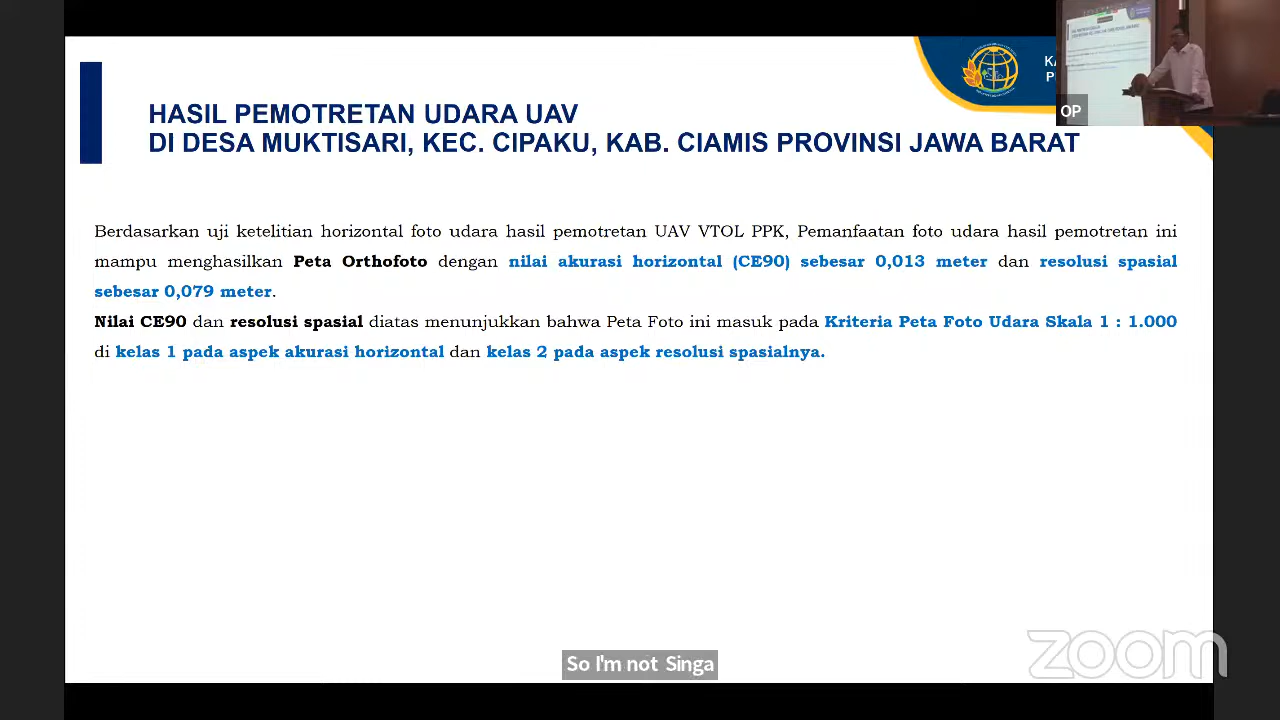 HASIL PEMOTRETAN UDARA UAV
DI DESA MUKTISARI, KEC. CIPAKU, KAB. CIAMIS PROVINSI JAWA BARAT
OP
Berdasarkan uji ketelitian horizontal foto udara hasil pemotretan UAV VTOL PPK, Pemanfaatan foto udara hasil pemotretan ini
mampu menghasilkan Peta Orthofoto dengan nilai akurasi horizontal (CE90) sebesar 0,013 meter dan resolusi spasial
sebesar 0,079 meter.
Nilai CE90 dan resolusi spasial diatas menunjukkan bahwa Peta Foto ini masuk pada Kriteria Peta Foto Udara Skala 1 : 1.000
di kelas 1 pada aspek akurasi horizontal dan kelas 2 pada aspek resolusi spasialnya.
So I'm not Singa
zoom